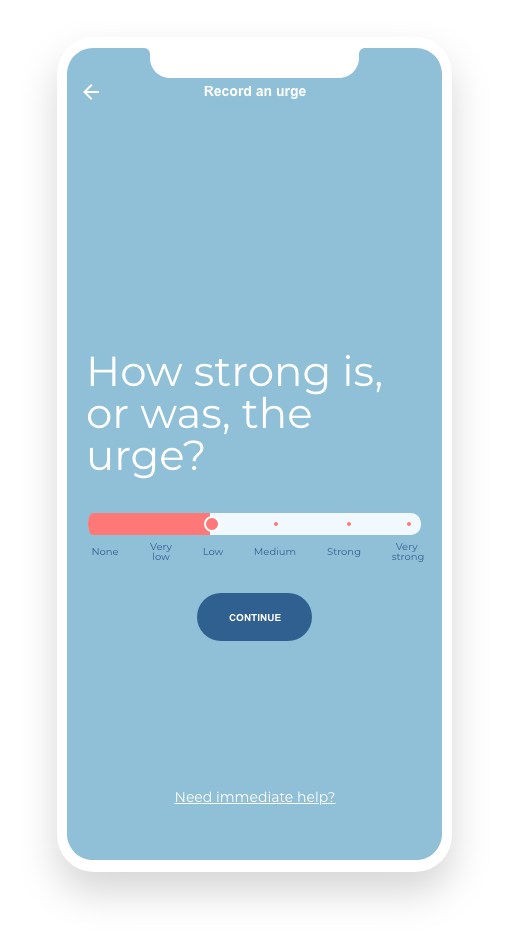 Record an urge
How strong is,
or was, the
urge?
None
Very
low
Low
Medium
Strong
Very
strong
CONTINUE
Need immediate help?